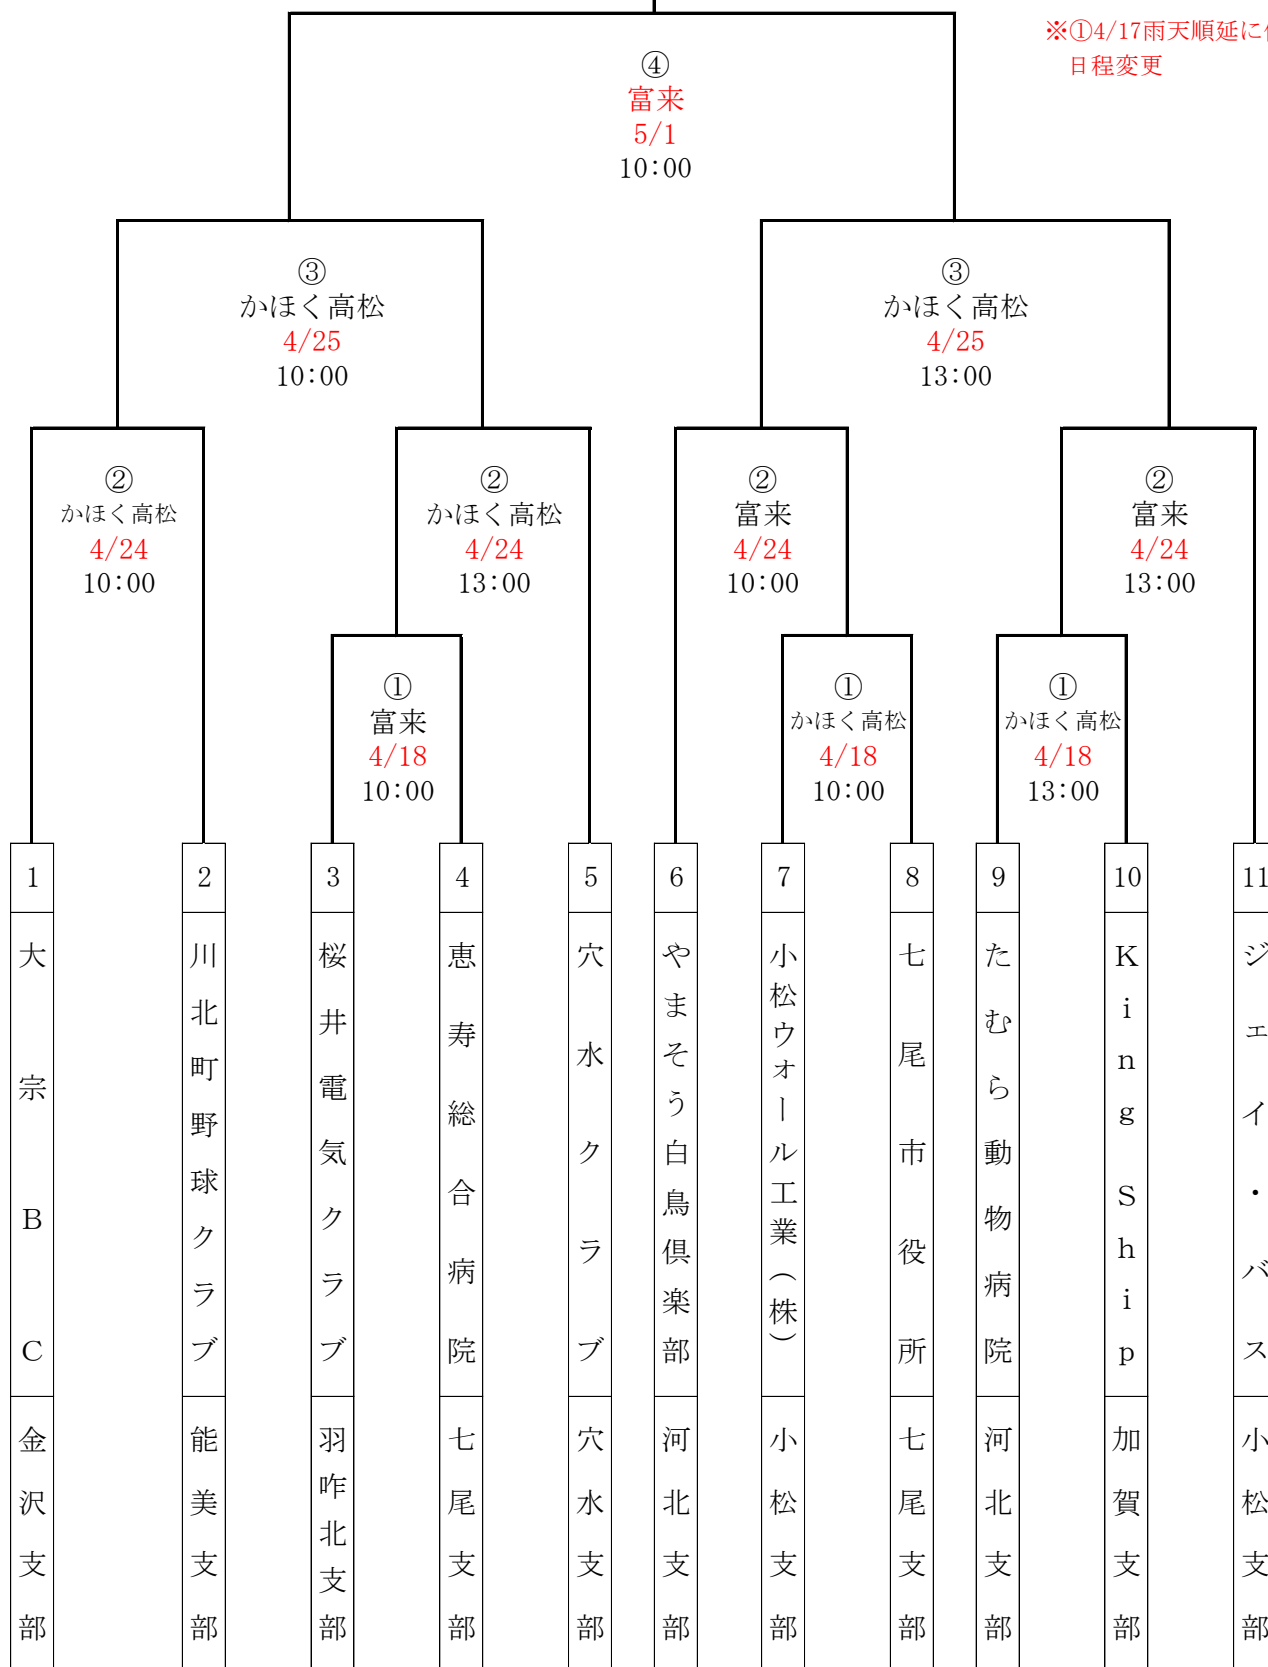 ※①4/17雨天順延に
日程変更
④
富来
5/1
10:00
③
かほく高松
4/25
10:00
③
かほく高松
4/25
13:00
②
かほく高松
4/24
10:00
②
かほく高松
4/24
13:00
②
富来
4/24
10:00
②
富来
4/24
13:00
①
富来
4/18
10:00
①
かほく高松
4/18
10:00
①
かほく高松
4/18
13:00
1
大宗BC
金沢支部
2
川北町野球クラブ
能美支部
3
桜井電気クラブ
羽咋北支部
4
恵寿総合病院
七尾支部
5
穴水クラブ
穴水支部
6
やまそう白鳥倶楽部
河北支部
7
小松ウオール工業(株)
小松支部
8
七尾市役所
七尾支部
9
たむら動物病院
河北支部
10
King Ship
加賀支部
11
ジェイ・バス
小松支部